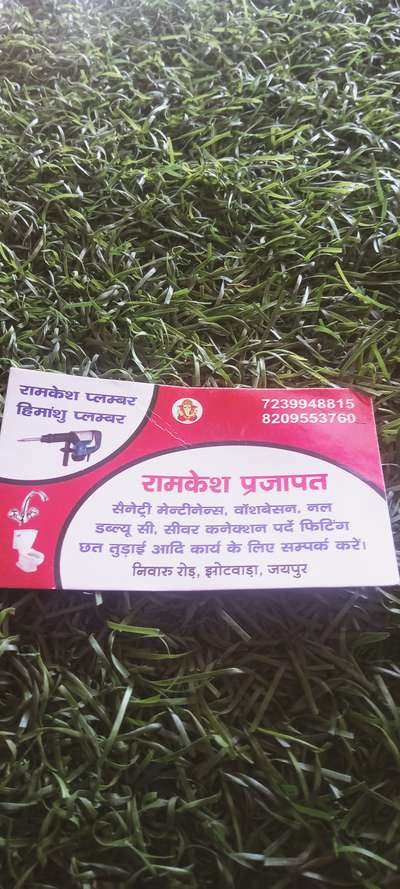 रामकेश प्लम्बर
हिमांशु प्लम्बर
7239948815
8209553760
रामकेश प्रजापत
सैनेट्री मेन्टीनेन्स, वॉशबेसन, नल
डब्ल्यू सी, सीवर कनेक्शन पर्दे फिटिंग
छत तुड़ाई आदि कार्य के लिए सम्पर्क करें।
निवारु रोड़, झोटवाड़ा, जयपुर